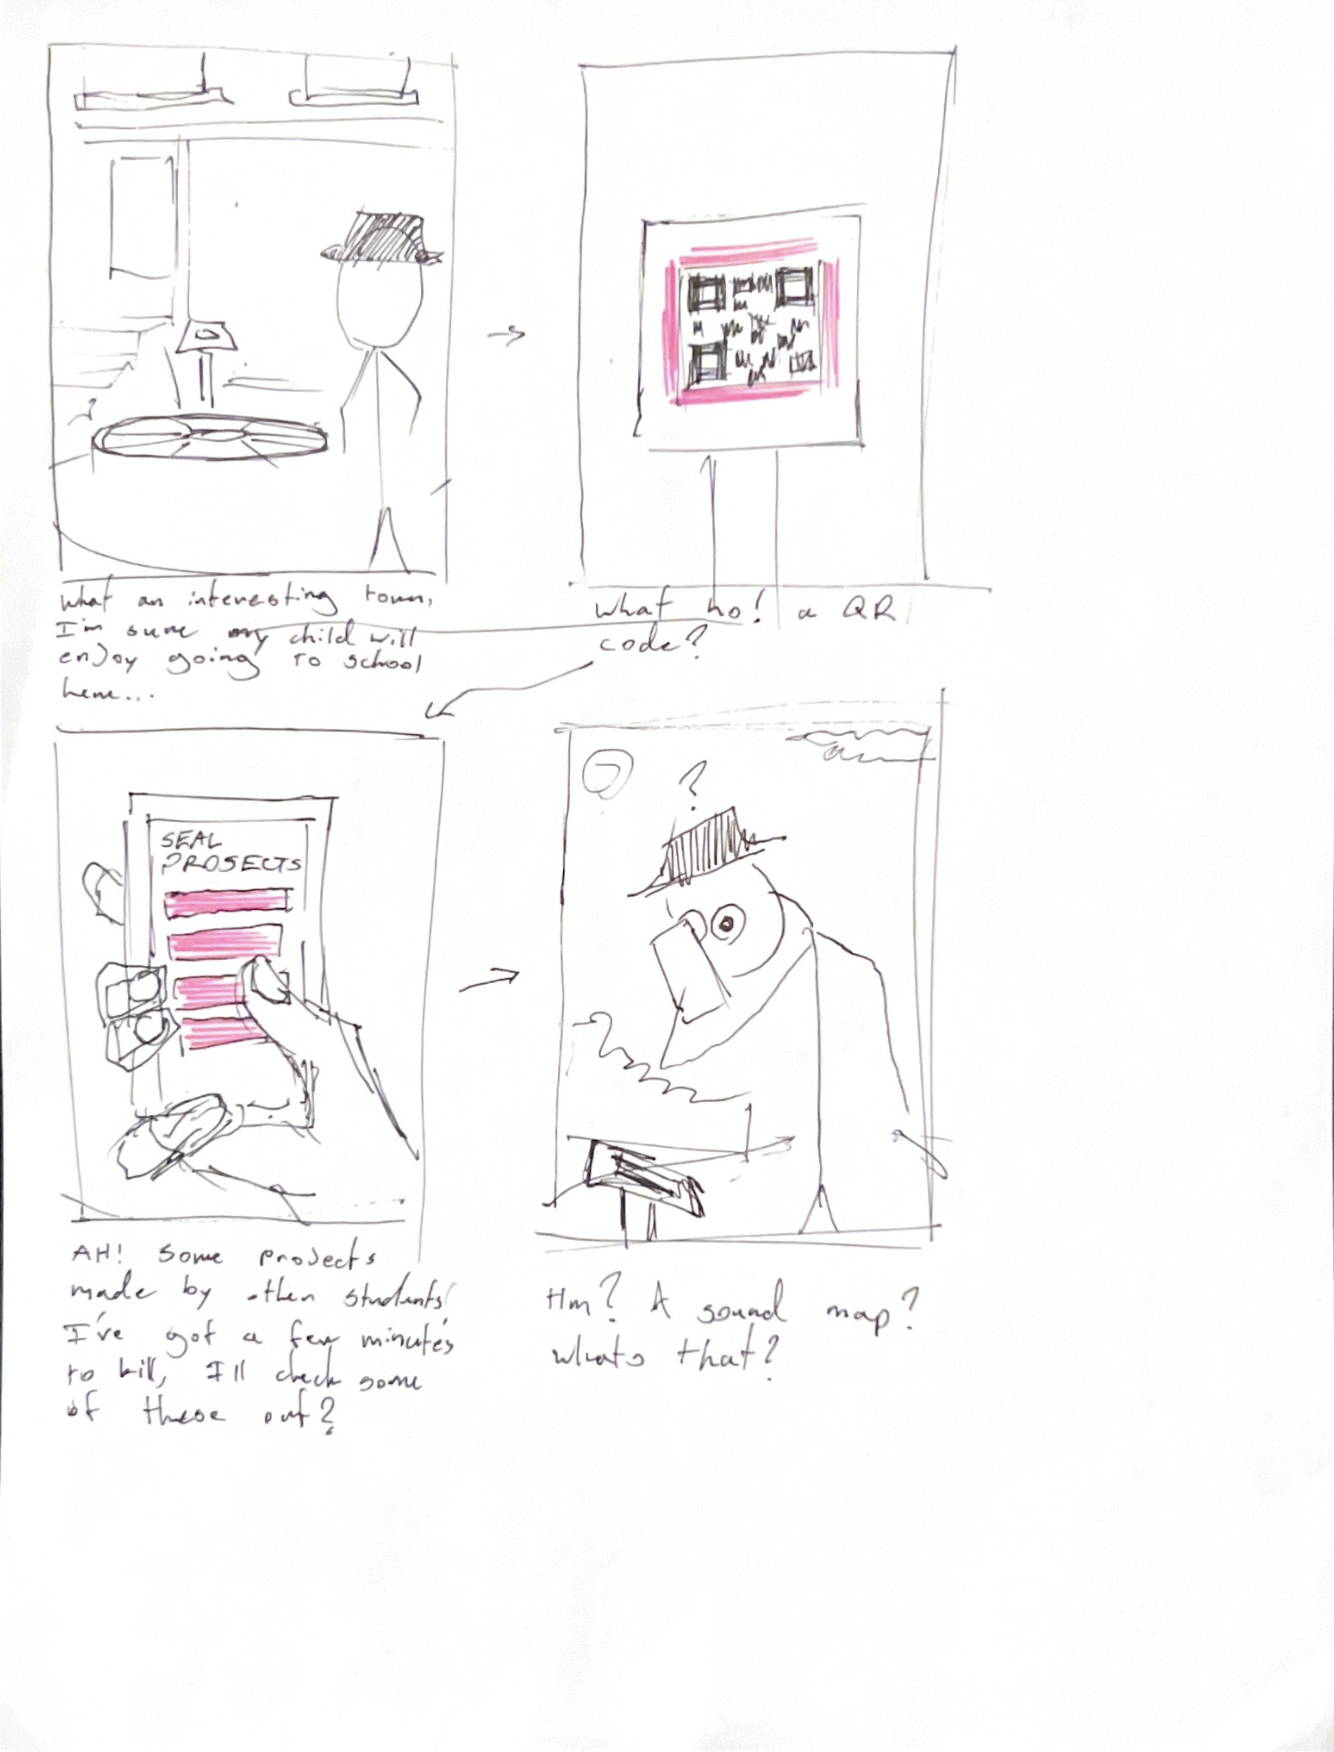 What an interesting town,
I'm sure my child will
enjoy going to school
here...
What ho! a QR
code?
SEAL
PROJECTS
AH! Some projects
made by other students!
I've got a few minutes
to kill, I'll check some
of these out?
?
Hm? A sound map?
whats that?